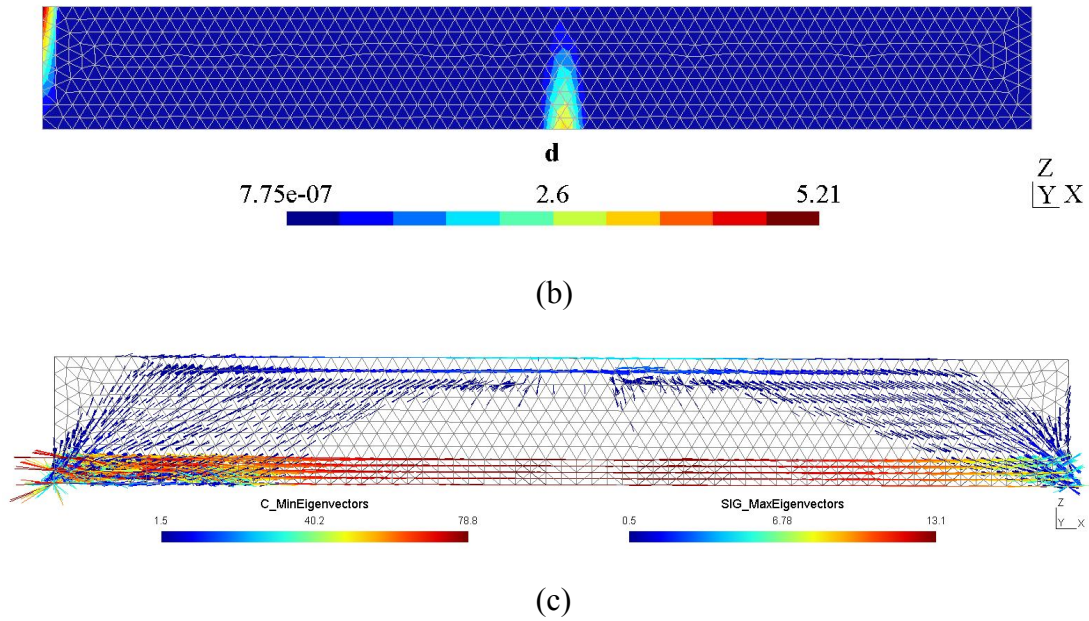 d
7.75e-07 2.6 5.21
Z
Y X
(b)
C_MinEigenvectors SIG_MaxEigenvectors
1.5 40.2 78.8 0.5 6.78 13.1
Z
Y X
(c)